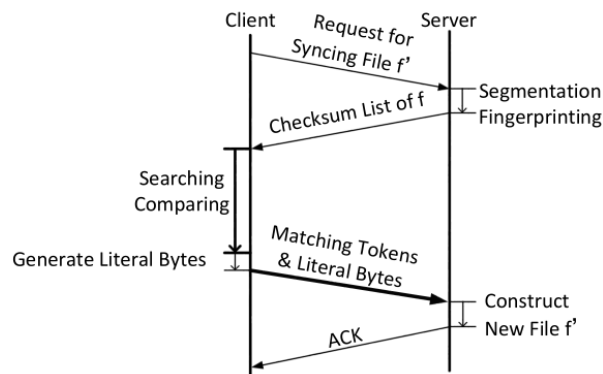 Client
Server
Request for
Syncing File f'
Segmentation
Fingerprinting
Checksum List of f
Searching
Comparing
Generate Literal Bytes
Matching Tokens
& Literal Bytes
Construct
New File f'
ACK